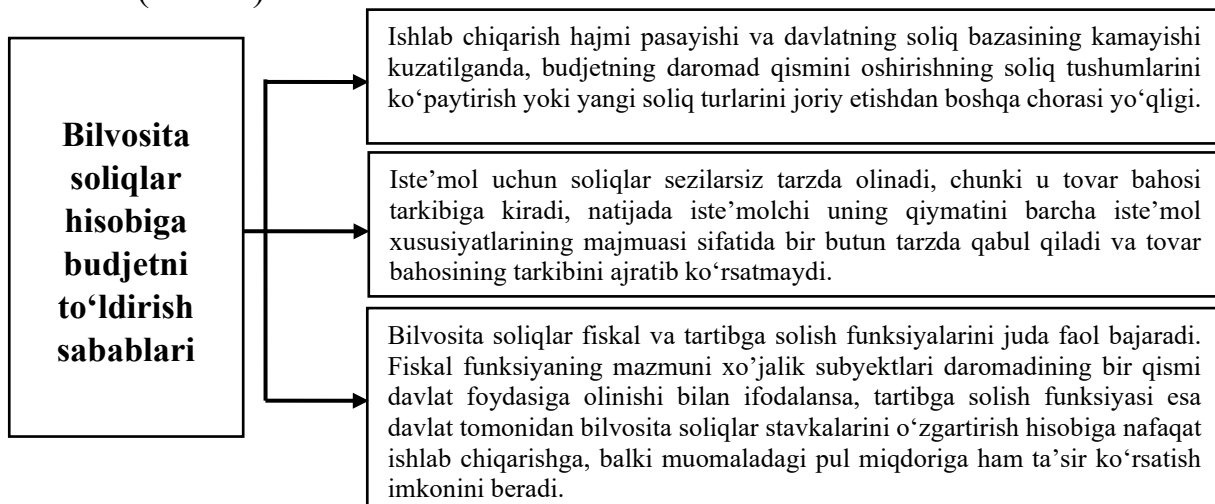 Bilvosita
soliqlar
hisobiga
budjetni
to‘ldirish
sabablari
Ishlab chiqarish hajmi pasayishi va davlatning soliq bazasining kamayishi
kuzatilganda, budjetning daromad qismini oshirishning soliq tushumlarini
ko‘paytirish yoki yangi soliq turlarini joriy etishdan boshqa chorasi yo‘qligi.
Iste’mol uchun soliqlar sezilarsiz tarzda olinadi, chunki u tovar bahosi
tarkibiga kiradi, natijada iste’molchi uning qiymatini barcha iste’mol
xususiyatlarining majmuasi sifatida bir butun tarzda qabul qiladi va tovar
bahosining tarkibini ajratib ko‘rsatmaydi.
Bilvosita soliqlar fiskal va tartibga solish funksiyalarini juda faol bajaradi.
Fiskal funksiyaning mazmuni xo’jalik subyektlari daromadining bir qismi
davlat foydasiga olinishi bilan ifodalansa, tartibga solish funksiyasi esa
davlat tomonidan bilvosita soliqlar stavkalarini o‘zgartirish hisobiga nafaqat
ishlab chiqarishga, balki muomaladagi pul miqdoriga ham ta’sir ko‘rsatish
imkonini beradi.